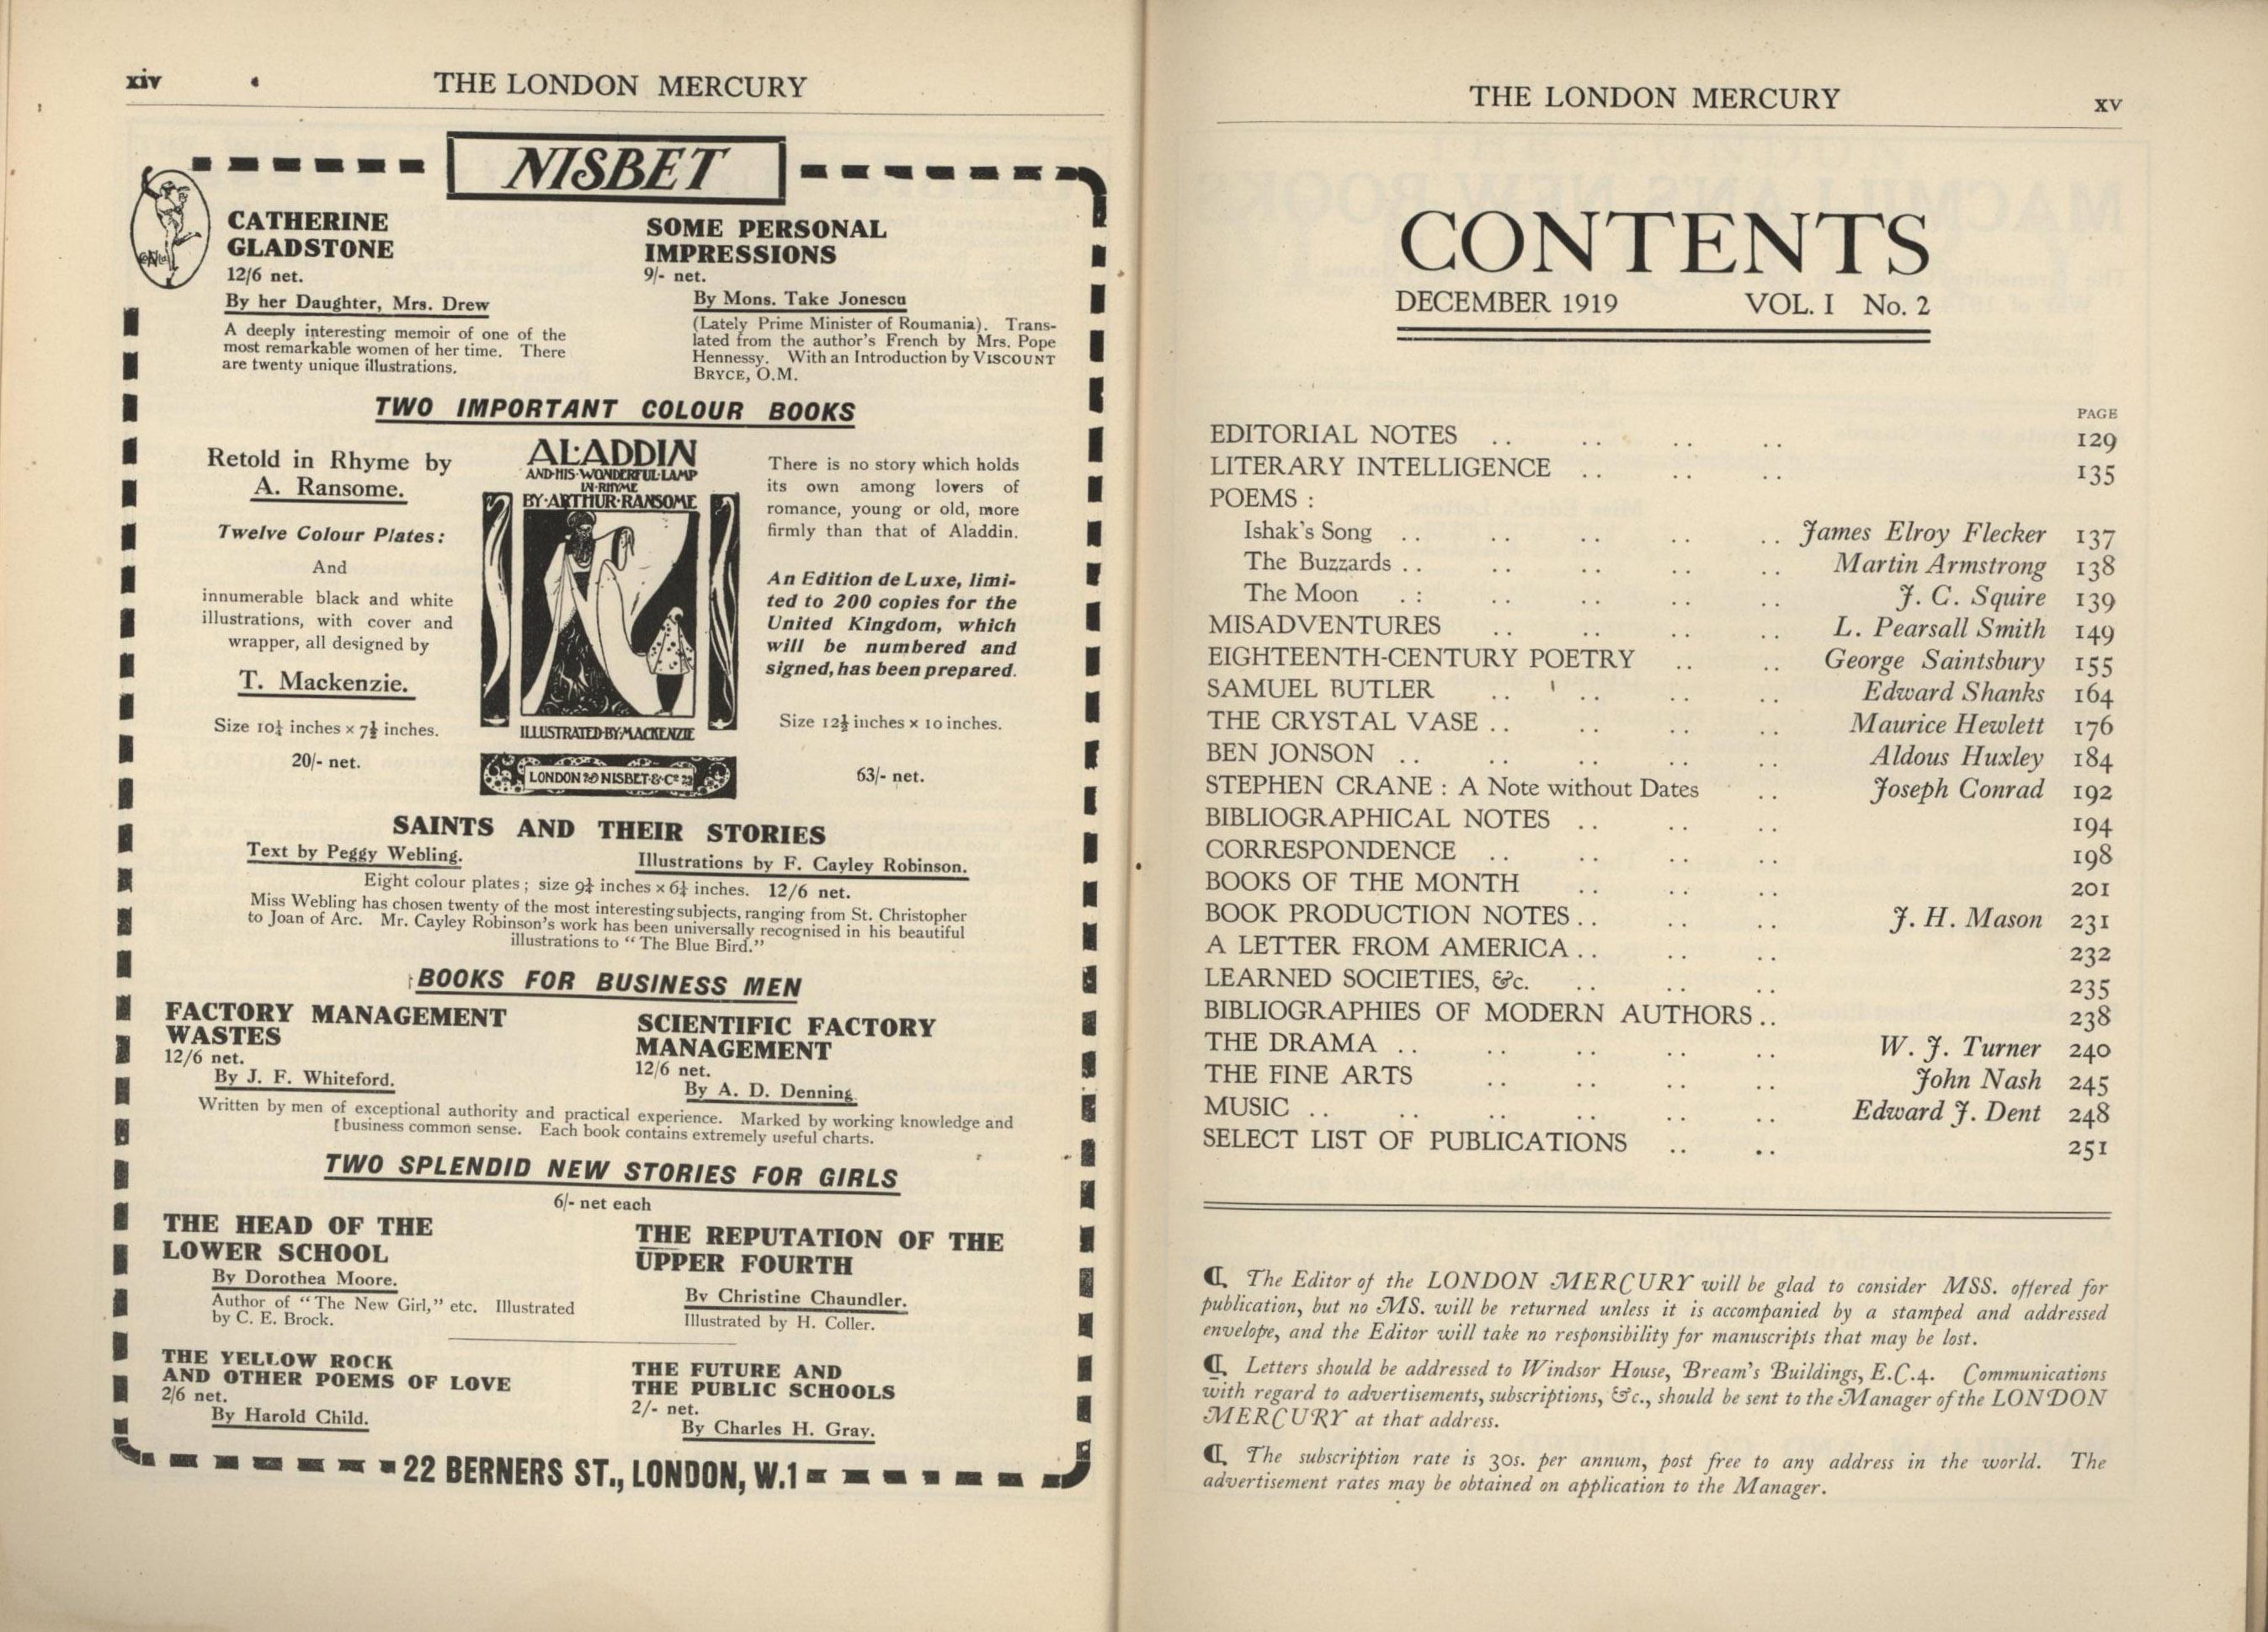 xiv
THE LONDON MERCURY
NISBET
CATHERINE
GLADSTONE
12/6 net.
By her Daughter, Mrs. Drew
A deeply interesting memoir of one of the
most remarkable women of her time. There
are twenty unique illustrations.
SOME PERSONAL
IMPRESSIONS
9/- net.
By Mons. Take Jonescu
(Lately Prime Minister of Roumania). Trans-
lated from the author's French by Mrs. Pope
Hennessy. With an Introduction by VISCOUNT
BRYCE, O.M.
TWO IMPORTANT COLOUR BOOKS
Retold in Rhyme by
A. Ransome.
Twelve Colour Plates:
And
innumerable black and white
illustrations, with cover and
wrapper, all designed by
T. Mackenzie.
Size 10¼ inches × 7½ inches.
20/- net.
AL·ADDIN
AND·HIS·WONDERFUL·LAMP
IN·RHYME
BY·ARTHUR·RANSOME
ILLUSTRATED·BY·MACKENZIE
LONDON NISBET·&·Co
There is no story which holds
its own among lovers of
romance, young or old, more
firmly than that of Aladdin.
An Edition de Luxe, limi-
ted to 200 copies for the
United Kingdom, which
will be numbered and
signed, has been prepared.
Size 12½ inches × 10 inches.
63/- net.
SAINTS AND THEIR STORIES
Text by Peggy Webling.
Illustrations by F. Cayley Robinson.
Eight colour plates; size 9¾ inches × 6¾ inches. 12/6 net.
Miss Webling has chosen twenty of the most interesting subjects, ranging from St. Christopher
to Joan of Arc. Mr. Cayley Robinson's work has been universally recognised in his beautiful
illustrations to "The Blue Bird."
BOOKS FOR BUSINESS MEN
FACTORY MANAGEMENT
WASTES
12/6 net.
By J. F. Whiteford.
SCIENTIFIC FACTORY
MANAGEMENT
12/6 net.
By A. D. Denning
Written by men of exceptional authority and practical experience. Marked by working knowledge and
business common sense. Each book contains extremely useful charts.
TWO SPLENDID NEW STORIES FOR GIRLS
6/- net each
THE HEAD OF THE
LOWER SCHOOL
By Dorothea Moore.
Author of "The New Girl," etc. Illustrated
by C. E. Brock.
THE REPUTATION OF THE
UPPER FOURTH
By Christine Chaundler.
Illustrated by H. Coller.
THE YELLOW ROCK
AND OTHER POEMS OF LOVE
2/6 net.
By Harold Child.
THE FUTURE AND
THE PUBLIC SCHOOLS
2/- net.
By Charles H. Gray.
22 BERNERS ST., LONDON, W.1
THE LONDON MERCURY
xv
CONTENTS
DECEMBER 1919 VOL. I No. 2
PAGE
EDITORIAL NOTES .. .. .. .. 129
LITERARY INTELLIGENCE .. .. .. 135
POEMS :
Ishak's Song .. .. .. .. .. James Elroy Flecker 137
The Buzzards .. .. .. .. .. Martin Armstrong 138
The Moon .: .. .. .. .. J. C. Squire 139
MISADVENTURES .. .. .. .. L. Pearsall Smith 149
EIGHTEENTH-CENTURY POETRY .. .. George Saintsbury 155
SAMUEL BUTLER .. .. .. .. Edward Shanks 164
THE CRYSTAL VASE .. .. .. .. Maurice Hewlett 176
BEN JONSON .. .. .. .. .. Aldous Huxley 184
STEPHEN CRANE : A Note without Dates .. Joseph Conrad 192
BIBLIOGRAPHICAL NOTES .. .. .. 194
CORRESPONDENCE .. .. .. .. 198
BOOKS OF THE MONTH .. .. .. 201
BOOK PRODUCTION NOTES .. .. .. J. H. Mason 231
A LETTER FROM AMERICA .. .. .. 232
LEARNED SOCIETIES, &c. .. .. .. 235
BIBLIOGRAPHIES OF MODERN AUTHORS .. 238
THE DRAMA .. .. .. .. .. W. J. Turner 240
THE FINE ARTS .. .. .. .. John Nash 245
MUSIC .. .. .. .. .. .. Edward J. Dent 248
SELECT LIST OF PUBLICATIONS .. .. 251
¶ The Editor of the LONDON MERCURY will be glad to consider MSS. offered for
publication, but no MS. will be returned unless it is accompanied by a stamped and addressed
envelope, and the Editor will take no responsibility for manuscripts that may be lost.
¶ Letters should be addressed to Windsor House, Bream's Buildings, E.C.4. Communications
with regard to advertisements, subscriptions, &c., should be sent to the Manager of the LONDON
MERCURY at that address.
¶ The subscription rate is 30s. per annum, post free to any address in the world. The
advertisement rates may be obtained on application to the Manager.